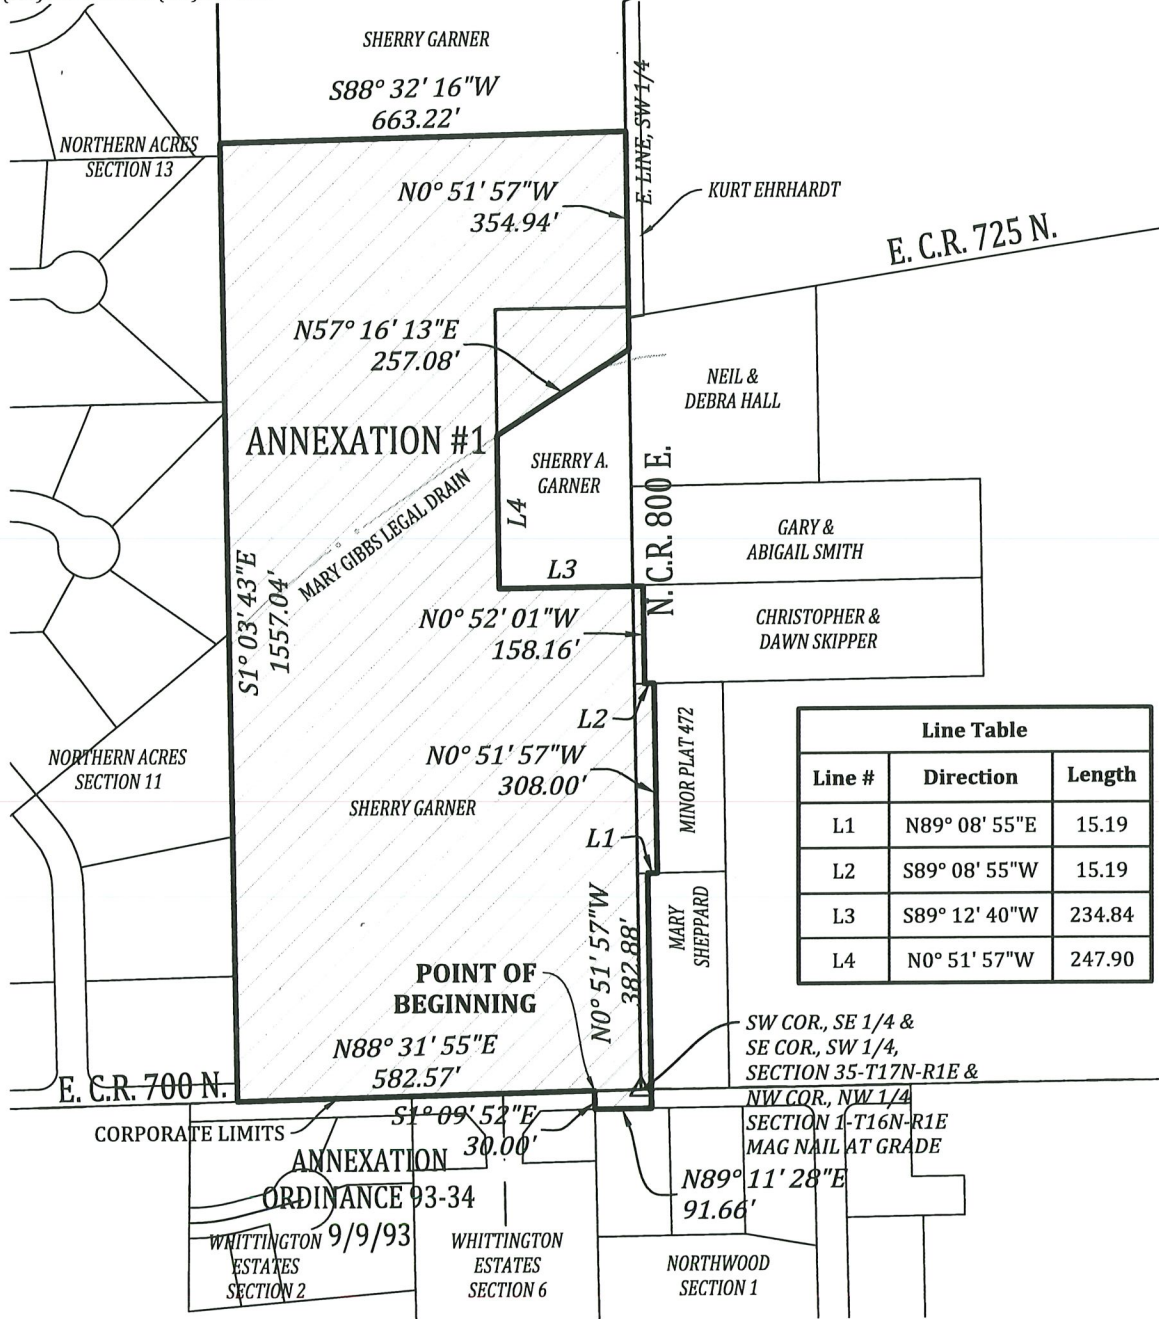 SHERRY GARNER
S88° 32' 16"W
663.22'
E. LINE, SW 1/4
NORTHERN ACRES
SECTION 13
N0° 51' 57"W
354.94'
KURT EHRHARDT
E. C.R. 725 N.
N57° 16' 13"E
257.08'
NEIL &
DEBRA HALL
ANNEXATION #1
SHERRY A.
GARNER
L4
N. C.R. 800 E.
MARY GIBBS LEGAL DRAIN
GARY &
ABIGAIL SMITH
L3
S1° 03' 43"E
1557.04'
N0° 52' 01"W
158.16'
CHRISTOPHER &
DAWN SKIPPER
L2
N0° 51' 57"W
308.00'
MINOR PLAT 472
NORTHERN ACRES
SECTION 11
SHERRY GARNER
L1
Line Table
Line # Direction Length
L1 N89° 08' 55"E 15.19
L2 S89° 08' 55"W 15.19
L3 S89° 12' 40"W 234.84
L4 N0° 51' 57"W 247.90
N0° 51' 57"W
382.88'
MARY
SHEPPARD
POINT OF
BEGINNING
N88° 31' 55"E
582.57'
SW COR., SE 1/4 &
SE COR., SW 1/4,
SECTION 35-T17N-R1E &
NW COR., NW 1/4
SECTION 1-T16N-R1E
MAG NAIL AT GRADE
E. C.R. 700 N.
S1° 09' 52"E
30.00'
CORPORATE LIMITS
ANNEXATION
ORDINANCE 93-34
9/9/93
N89° 11' 28"E
91.66'
WHITTINGTON
ESTATES
SECTION 2
WHITTINGTON
ESTATES
SECTION 6
NORTHWOOD
SECTION 1